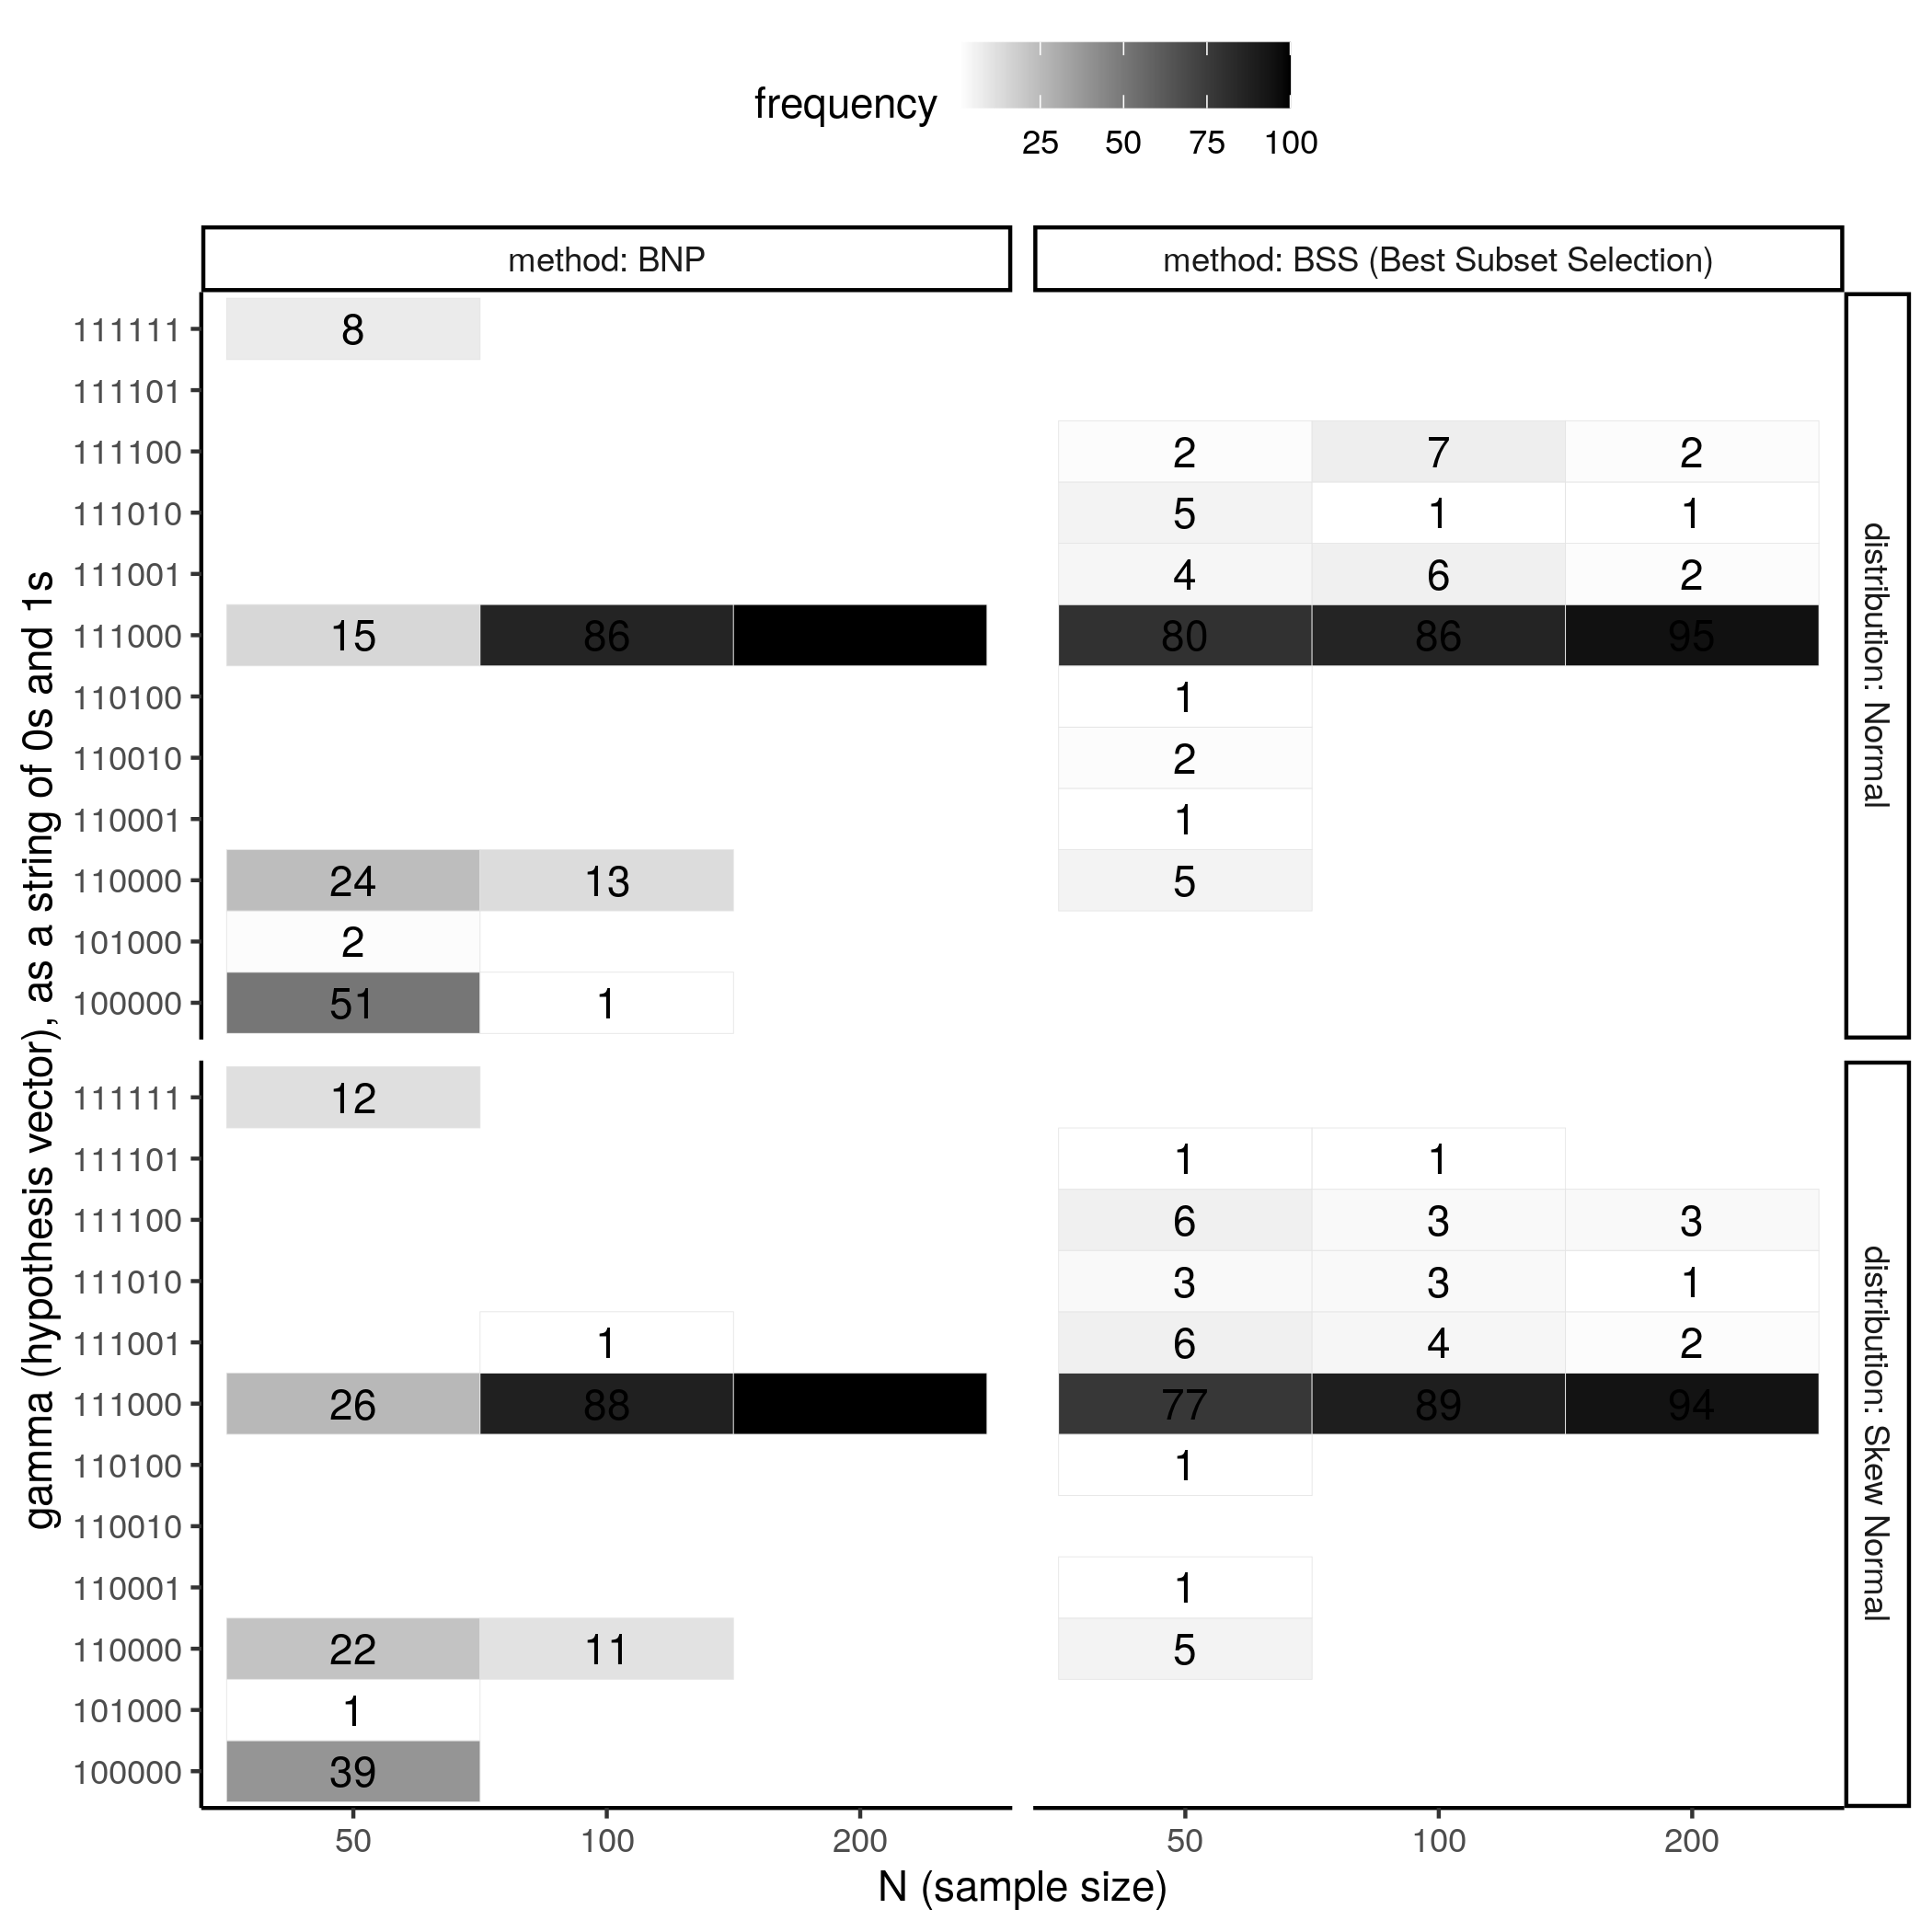 frequency
25 50 75 100
method: BNP
method: BSS (Best Subset Selection)
gamma (hypothesis vector), as a string of 0s and 1s
distribution: Normal
111111 8
111101
111100 2 7 2
111010 5 1 1
111001 4 6 2
111000 15 86 80 86 95
110100 1
110010 2
110001 1
110000 24 13 5
101000 2
100000 51 1
distribution: Skew Normal
111111 12
111101 1 1
111100 6 3 3
111010 3 3 1
111001 1 6 4 2
111000 26 88 77 89 94
110100 1
110010
110001 1
110000 22 11 5
101000 1
100000 39
50 100 200 50 100 200
N (sample size)